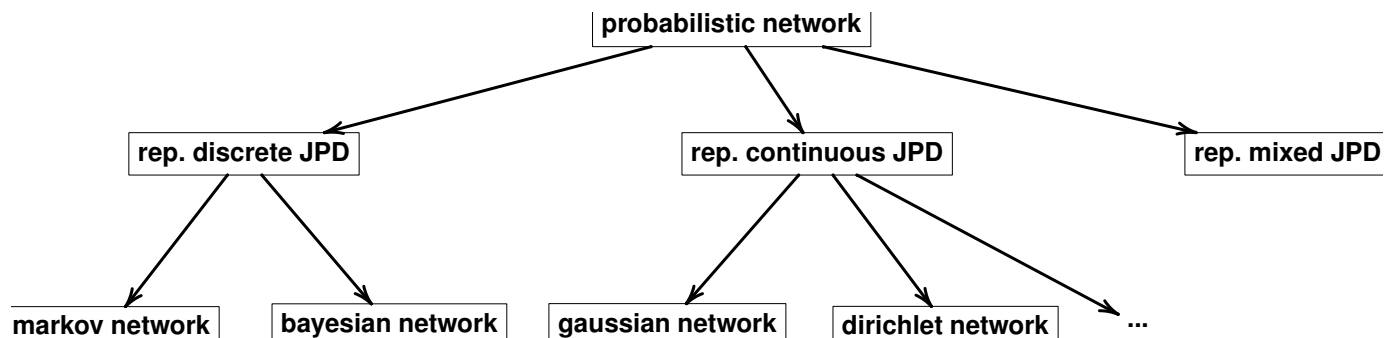 probabilistic network
rep. discrete JPD
rep. continuous JPD
rep. mixed JPD
markov network
bayesian network
gaussian network
dirichlet network
...